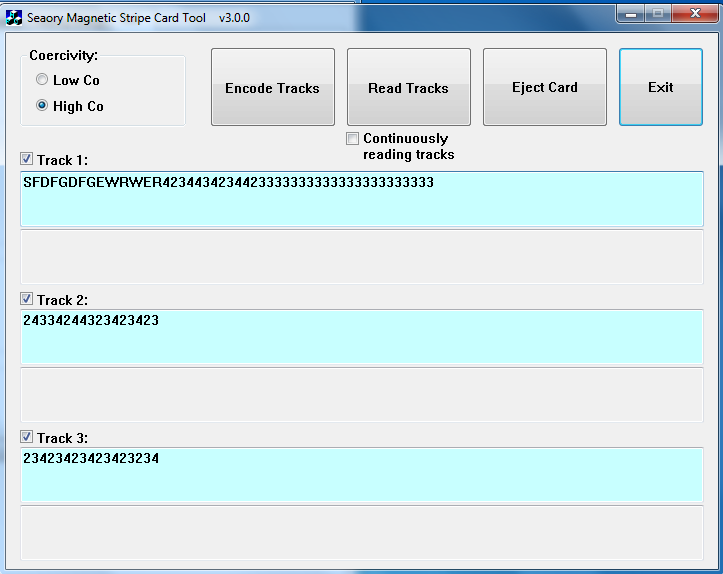 Seaory Magnetic Stripe Card Tool v3.0.0
Coercivity:
Low Co
High Co
Encode Tracks
Read Tracks
Eject Card
Exit
Continuously
reading tracks
Track 1:
SFDFGDFGEWRWER4234434234423333333333333333333333
Track 2:
24334244323423423
Track 3:
23423423423423234